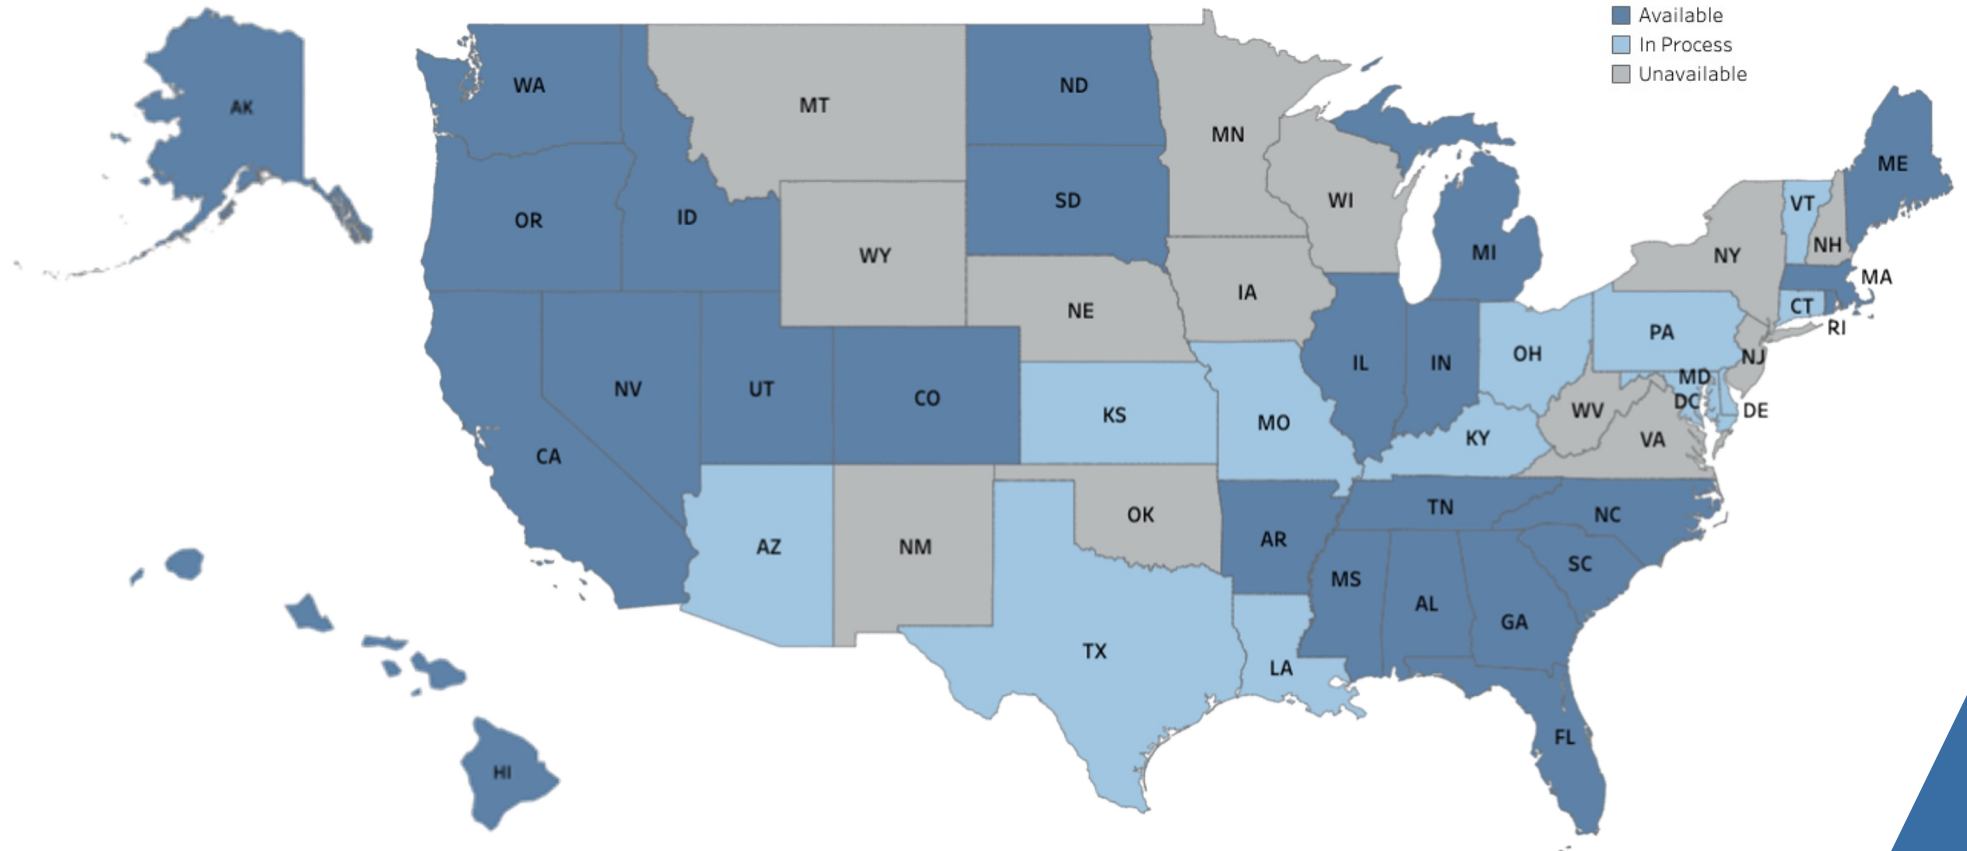 Available
In Process
Unavailable
AK
WA
MT
ND
MN
OR
ID
SD
WI
MI
ME
VT
NH
NY
MA
WY
NE
IA
CT
RI
PA
NJ
NV
UT
CO
KS
MO
IL
IN
OH
MD
DC
DE
WV
VA
KY
CA
AZ
NM
OK
AR
TN
NC
SC
MS
AL
GA
TX
LA
FL
HI